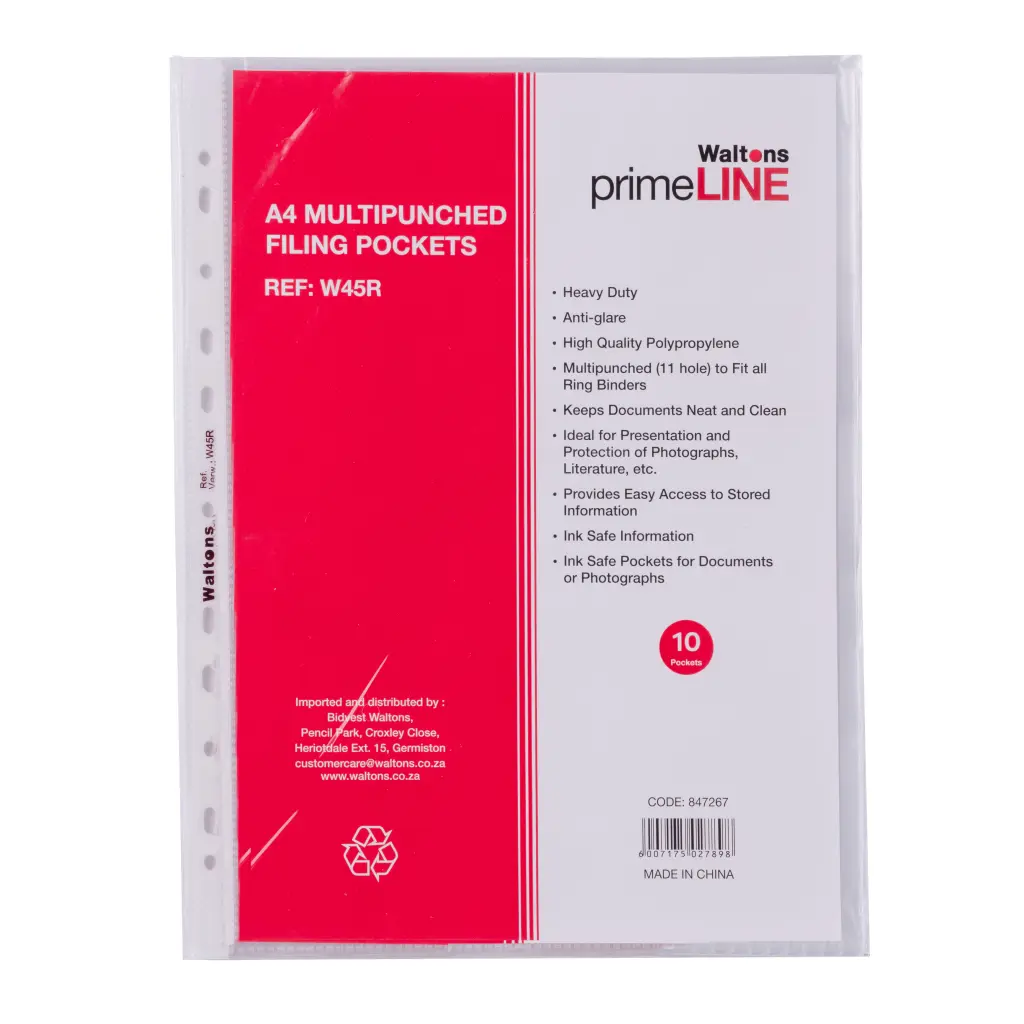 A4 MULTIPUNCHED
FILING POCKETS
REF: W45R
Imported and distributed by :
Bidvest Waltons,
Pencil Park, Croxley Close,
Heriotdale Ext. 15, Germiston
customercare@waltons.co.za
www.waltons.co.za
Waltons
primeLINE
• Heavy Duty
• Anti-glare
• High Quality Polypropylene
• Multipunched (11 hole) to Fit all
Ring Binders
• Keeps Documents Neat and Clean
• Ideal for Presentation and
Protection of Photographs,
Literature, etc.
• Provides Easy Access to Stored
Information
• Ink Safe Information
• Ink Safe Pockets for Documents
or Photographs
10
Pockets
CODE: 847267
6 007175 027898
MADE IN CHINA
Waltons
Ref.
Verw.: W45R